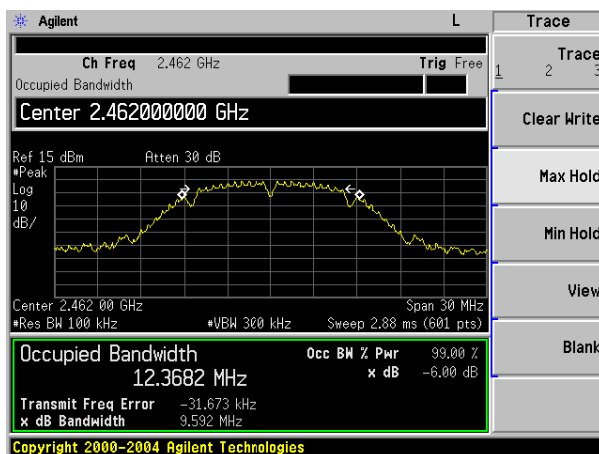 Agilent L Trace
Ch Freq 2.462 GHz Trig Free
Occupied Bandwidth
Center 2.462000000 GHz
Ref 15 dBm Atten 30 dB
#Peak
Log
10
dB/
Center 2.462 00 GHz Span 30 MHz
#Res BW 100 kHz #VBW 300 kHz Sweep 2.88 ms (601 pts)
Occupied Bandwidth Occ BW % Pwr 99.00 %
12.3682 MHz x dB -6.00 dB
Transmit Freq Error -31.673 kHz
x dB Bandwidth 9.592 MHz
Copyright 2000-2004 Agilent Technologies
Trace
1 2 3
Clear Write
Max Hold
Min Hold
View
Blank